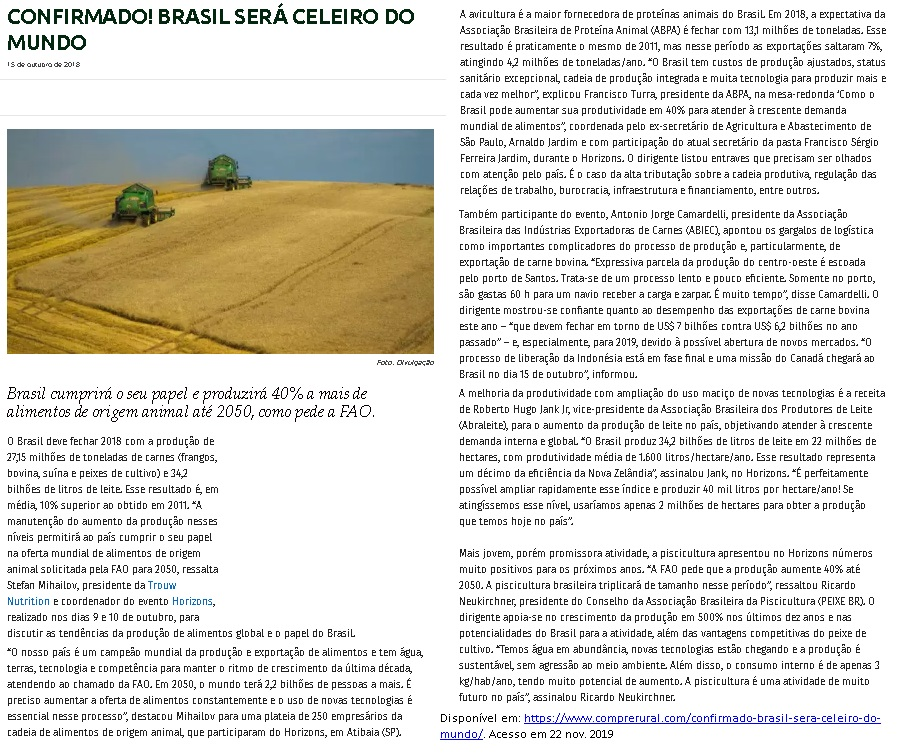 CONFIRMADO! BRASIL SERÁ CELEIRO DO
MUNDO
15 de outubro de 2018
Foto: Divulgação
Brasil cumprirá o seu papel e produzirá 40% a mais de
alimentos de origem animal até 2050, como pede a FAO.
O Brasil deve fechar 2018 com a produção de
27,15 milhões de toneladas de carnes (frangos,
bovina, suína e peixes de cultivo) e 34,2
bilhões de litros de leite. Esse resultado é, em
média, 10% superior ao obtido em 2011. “A
manutenção do aumento da produção nesses
níveis permitirá ao país cumprir o seu papel
na oferta mundial de alimentos de origem
animal solicitada pela FAO para 2050, ressalta
Stefan Mihailov, presidente da Trouw
Nutrition e coordenador do evento Horizons,
realizado nos dias 9 e 10 de outubro, para
discutir as tendências da produção de alimentos global e o papel do Brasil.
“O nosso país é um campeão mundial da produção e exportação de alimentos e tem água,
terras, tecnologia e competência para manter o ritmo de crescimento da última década,
atendendo ao chamado da FAO. Em 2050, o mundo terá 2,2 bilhões de pessoas a mais. É
preciso aumentar a oferta de alimentos constantemente e o uso de novas tecnologias é
essencial nesse processo”, destacou Mihailov para uma plateia de 250 empresários da
cadeia de alimentos de origem animal, que participaram do Horizons, em Atibaia (SP).
A avicultura é a maior fornecedora de proteínas animais do Brasil. Em 2018, a expectativa da
Associação Brasileira de Proteína Animal (ABPA) é fechar com 13,1 milhões de toneladas. Esse
resultado é praticamente o mesmo de 2011, mas nesse período as exportações saltaram 7%,
atingindo 4,2 milhões de toneladas/ano. “O Brasil tem custos de produção ajustados, status
sanitário excepcional, cadeia de produção integrada e muita tecnologia para produzir mais e
cada vez melhor”, explicou Francisco Turra, presidente da ABPA, na mesa-redonda ‘Como o
Brasil pode aumentar sua produtividade em 40% para atender à crescente demanda
mundial de alimentos”, coordenada pelo ex-secretário de Agricultura e Abastecimento de
São Paulo, Arnaldo Jardim e com participação do atual secretário da pasta Francisco Sérgio
Ferreira Jardim, durante o Horizons. O dirigente listou entraves que precisam ser olhados
com atenção pelo país. É o caso da alta tributação sobre a cadeia produtiva, regulação das
relações de trabalho, burocracia, infraestrutura e financiamento, entre outros.
Também participante do evento, Antonio Jorge Camardelli, presidente da Associação
Brasileira das Indústrias Exportadoras de Carnes (ABIEC), apontou os gargalos de logística
como importantes complicadores do processo de produção e, particularmente, de
exportação de carne bovina. “Expressiva parcela da produção do centro-oeste é escoada
pelo porto de Santos. Trata-se de um processo lento e pouco eficiente. Somente no porto,
são gastas 60 h para um navio receber a carga e zarpar. É muito tempo”, disse Camardelli. O
dirigente mostrou-se confiante quanto ao desempenho das exportações de carne bovina
este ano – “que devem fechar em torno de US$ 7 bilhões contra US$ 6,2 bilhões no ano
passado” – e, especialmente, para 2019, devido à possível abertura de novos mercados. “O
processo de liberação da Indonésia está em fase final e uma missão do Canadá chegará ao
Brasil no dia 15 de outubro”, informou.
A melhoria da produtividade com ampliação do uso maciço de novas tecnologias é a receita
de Roberto Hugo Jank Jr, vice-presidente da Associação Brasileira dos Produtores de Leite
(Abraleite), para o aumento da produção de leite no país, objetivando atender à crescente
demanda interna e global. “O Brasil produz 34,2 bilhões de litros de leite em 22 milhões de
hectares, com produtividade média de 1.600 litros/hectare/ano. Esse resultado representa
um décimo da eficiência da Nova Zelândia”, assinalou Jank, no Horizons. “É perfeitamente
possível ampliar rapidamente esse índice e produzir 40 mil litros por hectare/ano! Se
atingíssemos esse nível, usaríamos apenas 2 milhões de hectares para obter a produção
que temos hoje no país”.
Mais jovem, porém promissora atividade, a piscicultura apresentou no Horizons números
muito positivos para os próximos anos. “A FAO pede que a produção aumente 40% até
2050. A piscicultura brasileira triplicará de tamanho nesse período”, ressaltou Ricardo
Neukirchner, presidente do Conselho da Associação Brasileira da Piscicultura (PEIXE BR). O
dirigente apoia-se no crescimento da produção em 500% nos últimos dez anos e nas
potencialidades do Brasil para a atividade, além das vantagens competitivas do peixe de
cultivo. “Temos água em abundância, novas tecnologias estão chegando e a produção é
sustentável, sem agressão ao meio ambiente. Além disso, o consumo interno é de apenas 3
kg/hab/ano, tendo muito potencial de aumento. A piscicultura é uma atividade de muito
futuro no país”, assinalou Ricardo Neukirchner.
Disponível em: https://www.comprerural.com/confirmado-brasil-sera-celeiro-do-
mundo/. Acesso em 22 nov. 2019